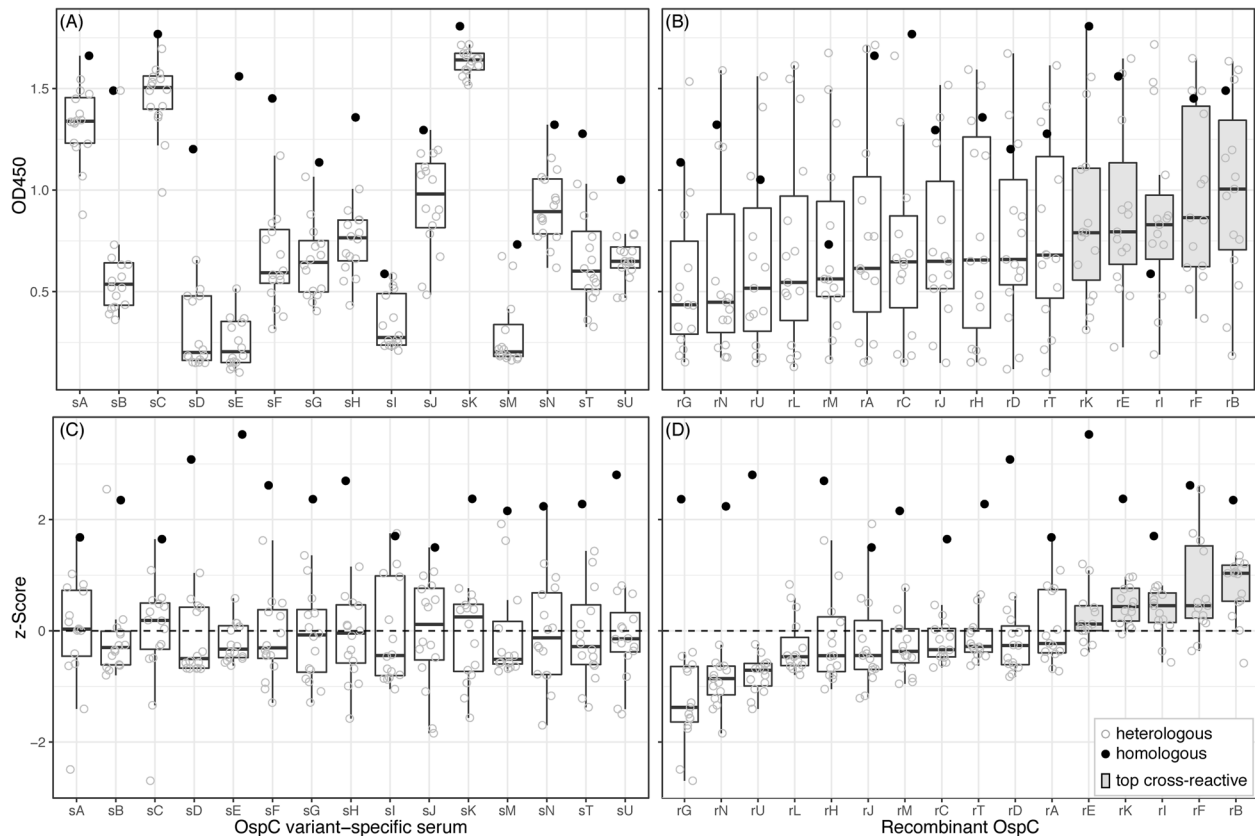 (A)
(B)
OD450
1.5
1.0
0.5
sA sB sC sD sE sF sG sH sI sJ sK sM sN sT sU
rG rN rU rL rM rA rC rJ rH rD rT rK rE rI rF rB
(C)
(D)
z-Score
2
0
−2
heterologous
homologous
top cross-reactive
sA sB sC sD sE sF sG sH sI sJ sK sM sN sT sU
rG rN rU rL rH rJ rM rC rT rD rA rE rK rI rF rB
OspC variant−specific serum
Recombinant OspC